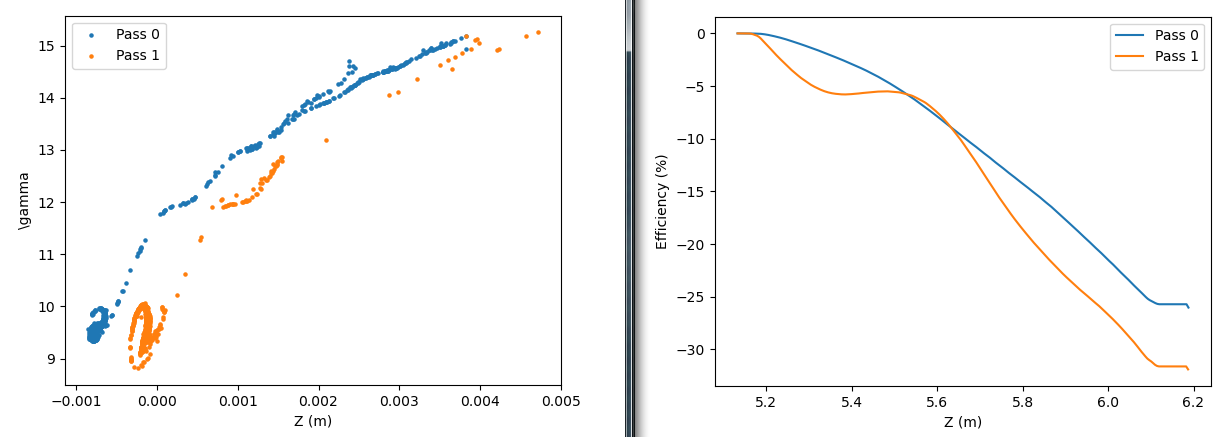 Pass 0
Pass 1
15
14
13
12
11
10
9
\gamma
−0.001 0.000 0.001 0.002 0.003 0.004 0.005
Z (m)
Pass 0
Pass 1
0
−5
−10
−15
−20
−25
−30
Efficiency (%)
5.2 5.4 5.6 5.8 6.0 6.2
Z (m)